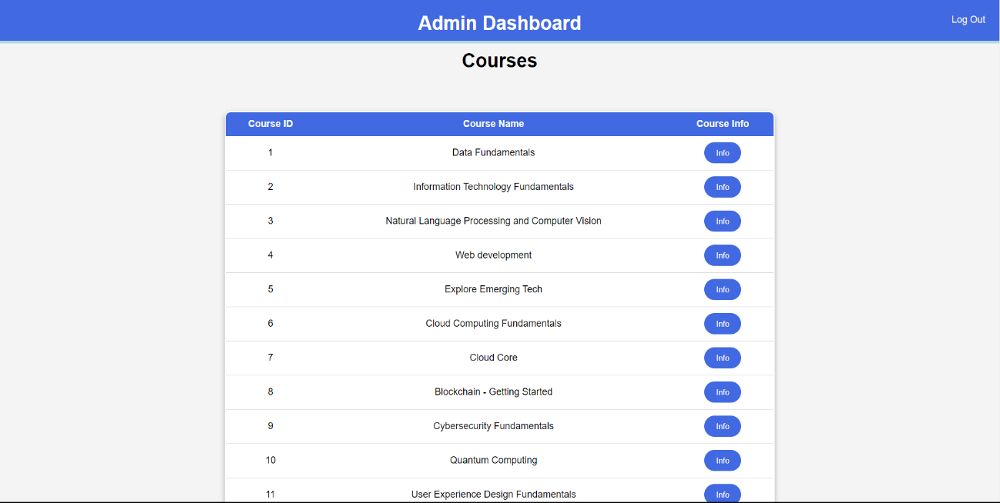 Admin Dashboard
Log Out
Courses
Course ID Course Name Course Info
1 Data Fundamentals Info
2 Information Technology Fundamentals Info
3 Natural Language Processing and Computer Vision Info
4 Web development Info
5 Explore Emerging Tech Info
6 Cloud Computing Fundamentals Info
7 Cloud Core Info
8 Blockchain - Getting Started Info
9 Cybersecurity Fundamentals Info
10 Quantum Computing Info
11 User Experience Design Fundamentals Info